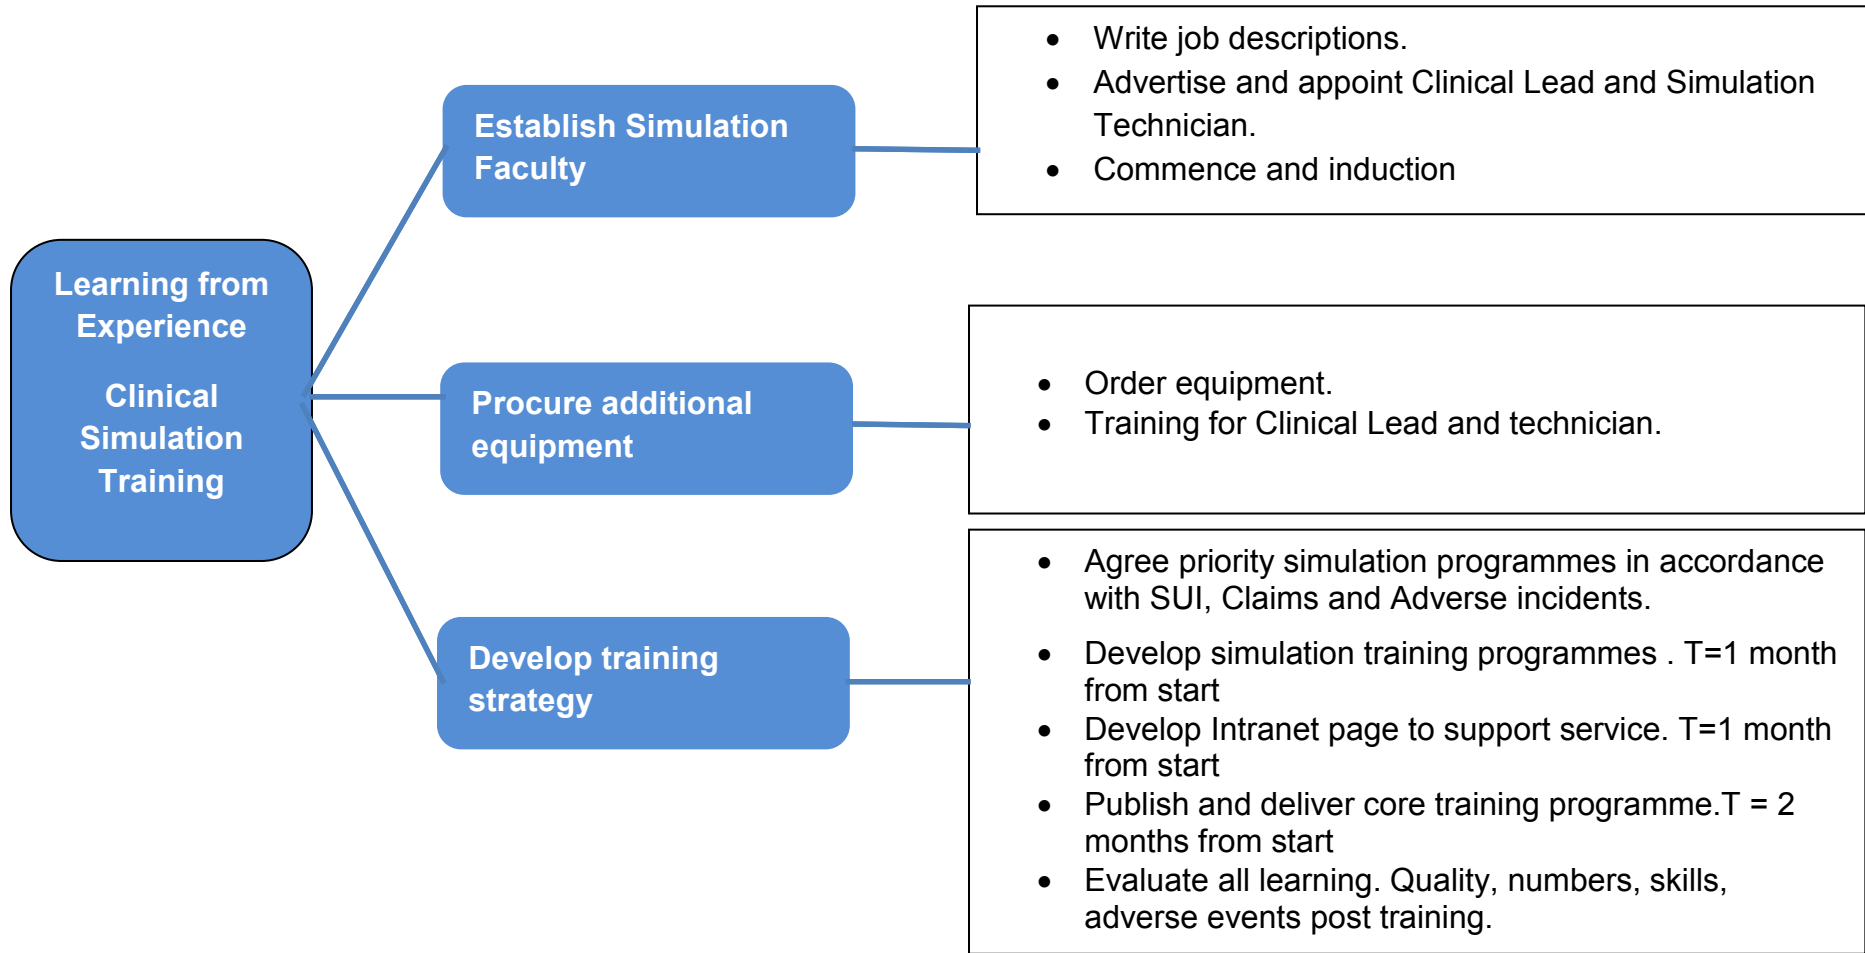 Learning from
Experience
Clinical
Simulation
Training
Establish Simulation
Faculty
• Write job descriptions.
• Advertise and appoint Clinical Lead and Simulation
Technician.
• Commence and induction
Procure additional
equipment
• Order equipment.
• Training for Clinical Lead and technician.
Develop training
strategy
• Agree priority simulation programmes in accordance
with SUI, Claims and Adverse incidents.
• Develop simulation training programmes . T=1 month
from start
• Develop Intranet page to support service. T=1 month
from start
• Publish and deliver core training programme.T = 2
months from start
• Evaluate all learning. Quality, numbers, skills,
adverse events post training.